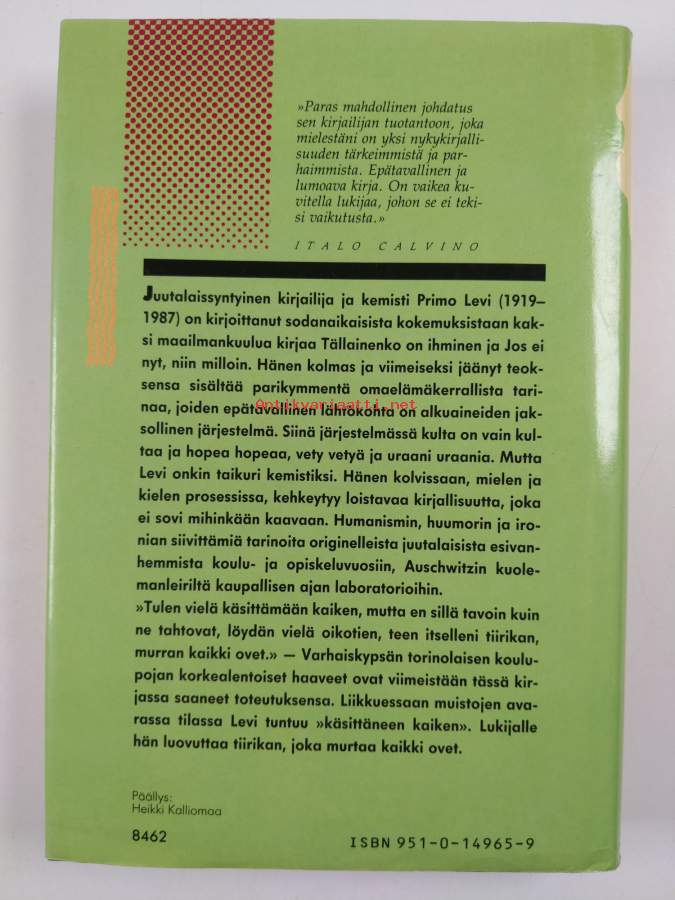 »Paras mahdollinen johdatus
sen kirjailijan tuotantoon, joka
mielestäni on yksi nykykirjalli-
suuden tärkeimmistä ja par-
haimmista. Epätavallinen ja
lumoava kirja. On vaikea ku-
vitella lukijaa, johon se ei teki-
si vaikutusta.»
ITALO CALVINO
Juutalaissyntyinen kirjailija ja kemisti Primo Levi (1919–
1987) on kirjoittanut sodanaikaisista kokemuksistaan kak-
si maailmankuulua kirjaa Tällainenko on ihminen ja Jos ei
nyt, niin milloin. Hänen kolmas ja viimeiseksi jäänyt teok-
sensa sisältää parikymmentä omaelämäkerrallista tari-
naa, joiden epätavallinen lähtökohta on alkuaineiden jak-
Antikvariaatti.net
sollinen järjestelmä. Siinä järjestelmässä kulta on vain kul-
taa ja hopea hopeaa, vety vetyä ja uraani uraania. Mutta
Levi onkin taikuri kemistiksi. Hänen kolvissaan, mielen ja
kielen prosessissa, kehkeytyy loistavaa kirjallisuutta, joka
ei sovi mihinkään kaavaan. Humanismin, huumorin ja iro-
nian siivittämiä tarinoita originelleista juutalaisista esivan-
hemmista koulu- ja opiskeluvuosiin, Auschwitzin kuole-
manleiriltä kaupallisen ajan laboratorioihin.
»Tulen vielä käsittämään kaiken, mutta en sillä tavoin kuin
ne tahtovat, löydän vielä oikotien, teen itselleni tiirikan,
murran kaikki ovet.» — Varhaiskypsän torinolaisen koulu-
pojan korkealentoiset haaveet ovat viimeistään tässä kir-
jassa saaneet toteutuksensa. Liikkuessaan muistojen ava-
rassa tilassa Levi tuntuu »käsittäneen kaiken». Lukijalle
hän luovuttaa tiirikan, joka murtaa kaikki ovet.
Päällys:
Heikki Kalliomaa
8462
ISBN 951-0-14965-9